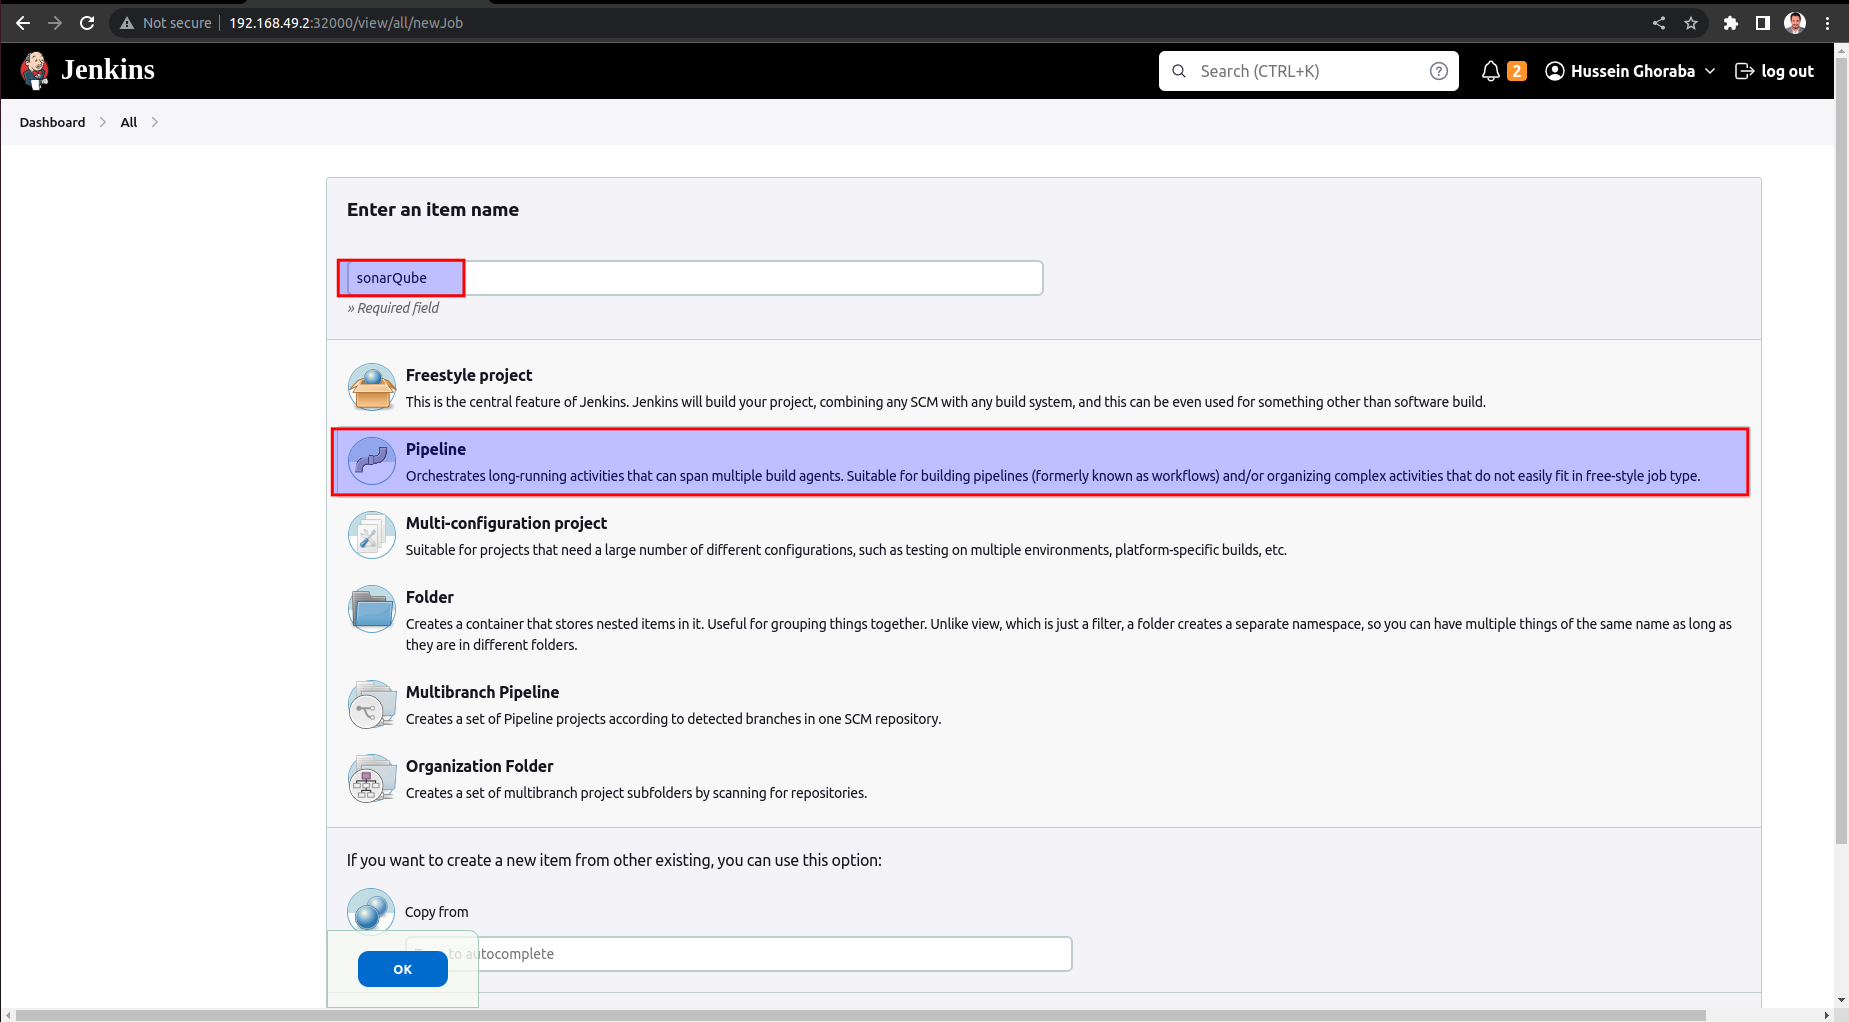 Not secure 192.168.49.2:32000/view/all/newJob
Jenkins
Search (CTRL+K)
2
Hussein Ghoraba
log out
Dashboard
All
Enter an item name
sonarQube
» Required field
Freestyle project
This is the central feature of Jenkins. Jenkins will build your project, combining any SCM with any build system, and this can be even used for something other than software build.
Pipeline
Orchestrates long-running activities that can span multiple build agents. Suitable for building pipelines (formerly known as workflows) and/or organizing complex activities that do not easily fit in free-style job type.
Multi-configuration project
Suitable for projects that need a large number of different configurations, such as testing on multiple environments, platform-specific builds, etc.
Folder
Creates a container that stores nested items in it. Useful for grouping things together. Unlike view, which is just a filter, a folder creates a separate namespace, so you can have multiple things of the same name as long as
they are in different folders.
Multibranch Pipeline
Creates a set of Pipeline projects according to detected branches in one SCM repository.
Organization Folder
Creates a set of multibranch project subfolders by scanning for repositories.
If you want to create a new item from other existing, you can use this option:
Copy from
to autocomplete
OK